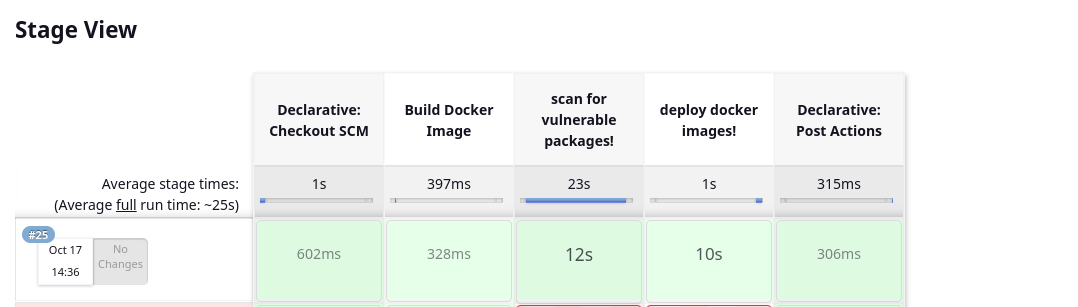 Stage View
Declarative:
Checkout SCM
Build Docker
Image
scan for
vulnerable
packages!
deploy docker
images!
Declarative:
Post Actions
Average stage times:
(Average full run time: ~25s)
1s
397ms
23s
1s
315ms
#25
Oct 17
14:36
No
Changes
602ms
328ms
12s
10s
306ms